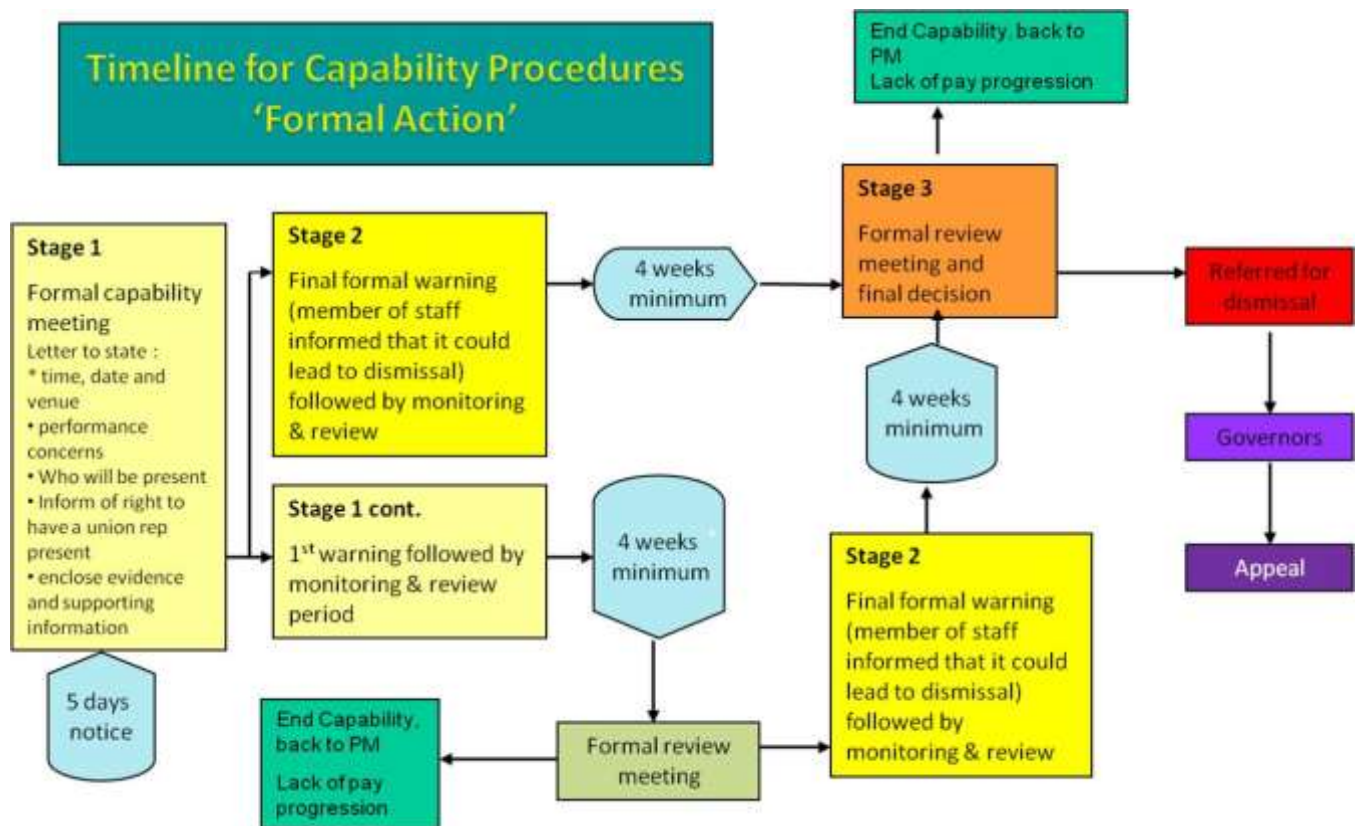 Timeline for Capability Procedures
‘Formal Action’
End Capability, back to
PM
Lack of pay progression
Stage 1
Formal capability
meeting
Letter to state :
* time, date and
venue
• performance
concerns
• Who will be present
• Inform of right to
have a union rep
present
• enclose evidence
and supporting
information
5 days
notice
Stage 2
Final formal warning
(member of staff
informed that it could
lead to dismissal)
followed by monitoring
& review
4 weeks
minimum
Stage 1 cont.
1st warning followed by
monitoring & review
period
4 weeks
minimum
Formal review
meeting
End Capability,
back to PM
Lack of pay
progression
Stage 2
Final formal warning
(member of staff
informed that it could
lead to dismissal)
followed by
monitoring & review
4 weeks
minimum
Stage 3
Formal review
meeting and
final decision
Referred for
dismissal
Governors
Appeal